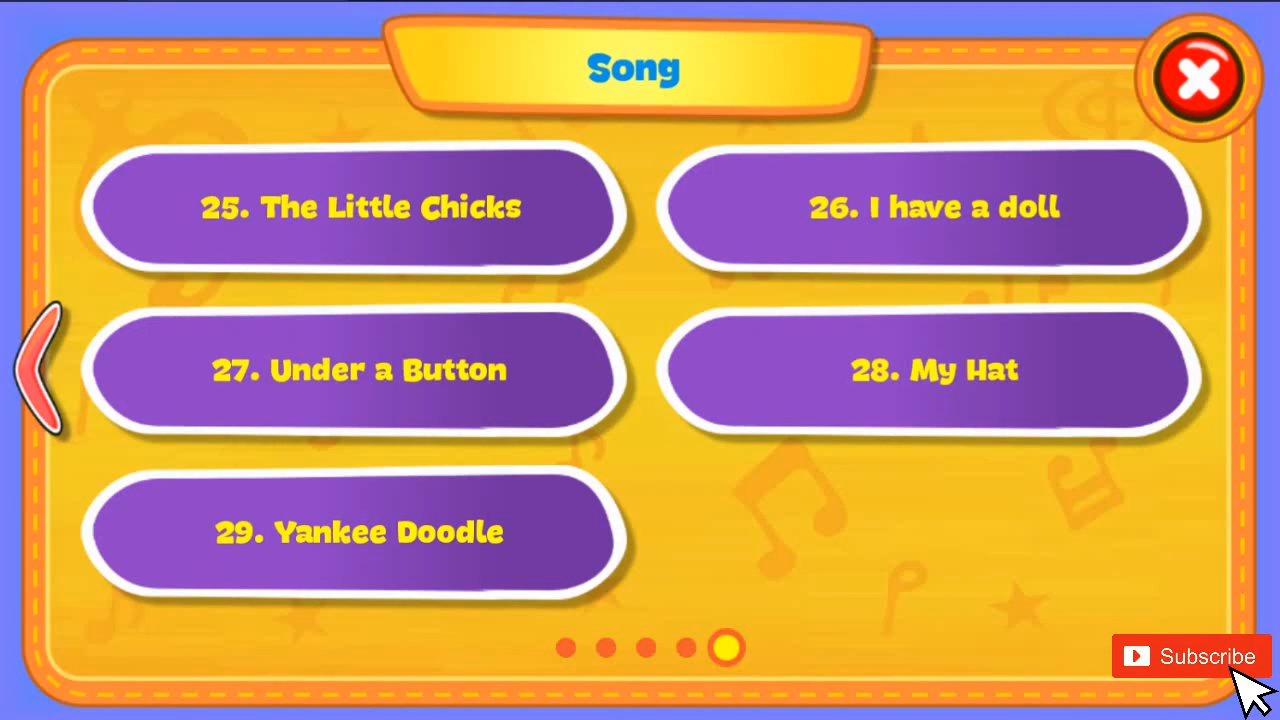 Song
25. The Little Chicks
26. I have a doll
27. Under a Button
28. My Hat
29. Yankee Doodle
Subscribe